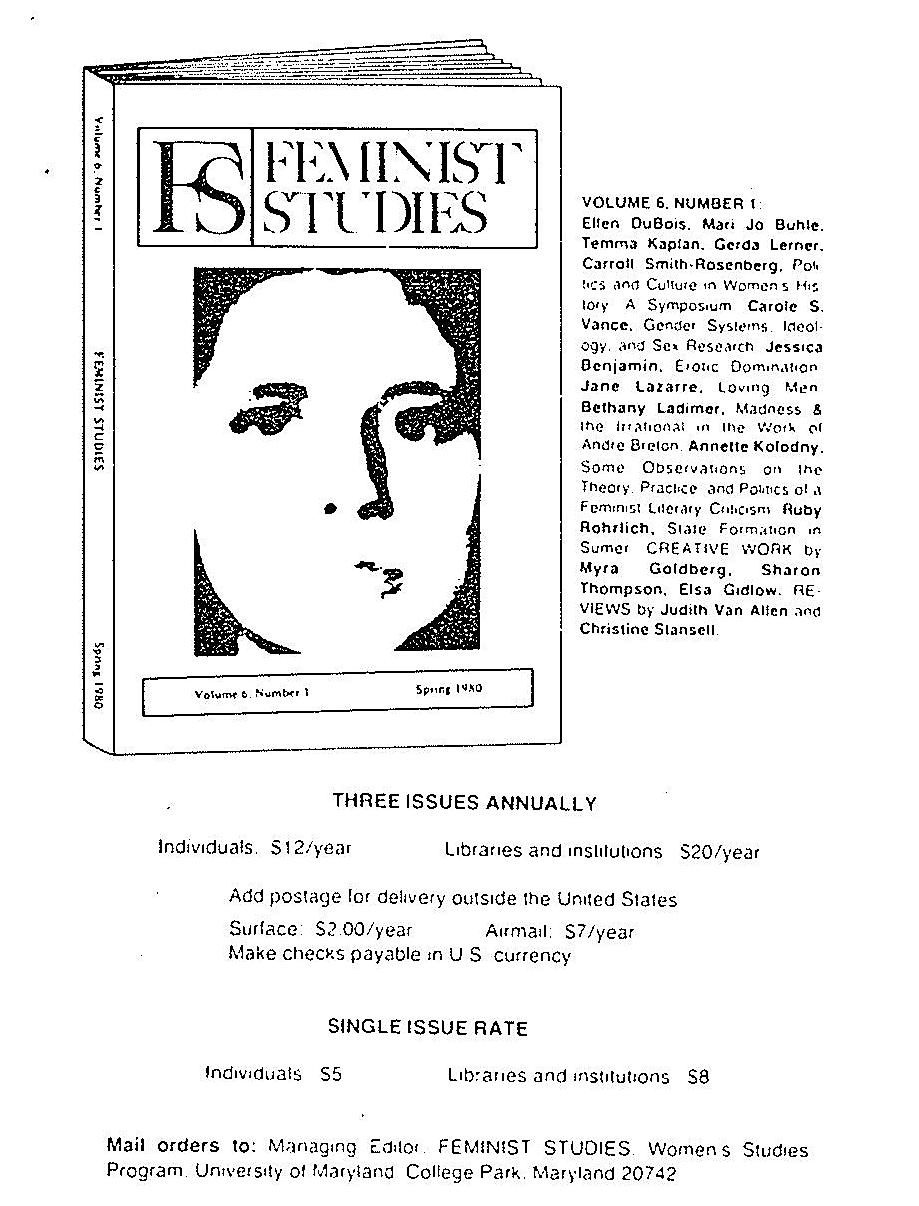 Volume 6, Number 1
FEMINIST STUDIES
Spring 1980
FS
FEMINIST
STUDIES
Volume 6, Number 1
Spring 1980
VOLUME 6, NUMBER 1:
Ellen DuBois, Mari Jo Buhle,
Temma Kaplan, Gerda Lerner,
Carroll Smith-Rosenberg, Poli
tics and Culture in Women's His
tory A Symposium Carole S.
Vance, Gender Systems, Ideol-
ogy, and Sex Research Jessica
Benjamin, Erotic Domination
Jane Lazarre, Loving Men
Bethany Ladimer, Madness &
the Irrational in the Work of
Andre Breton. Annette Kolodny,
Some Observations on the
Theory, Practice and Politics of a
Feminist Literary Criticism Ruby
Rohrlich, State Formation in
Sumer CREATIVE WORK by
Myra Goldberg, Sharon
Thompson, Elsa Gidlow. RE-
VIEWS by Judith Van Allen and
Christine Stansell.
THREE ISSUES ANNUALLY
Individuals. $12/year
Libraries and institutions $20/year
Add postage for delivery outside the United States
Surface: $2.00/year
Airmail: $7/year
Make checks payable in U S currency
SINGLE ISSUE RATE
Individuals $5
Libraries and institutions $8
Mail orders to: Managing Editor, FEMINIST STUDIES. Women's Studies
Program, University of Maryland College Park, Maryland 20742